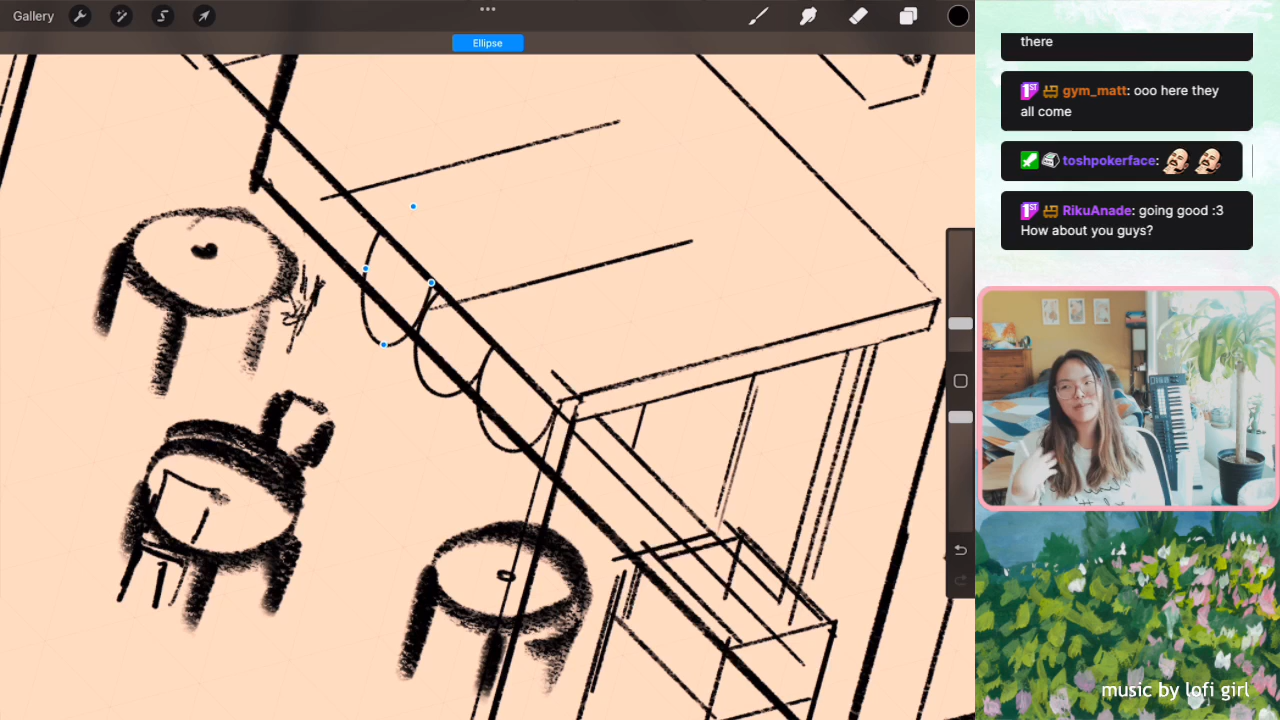 Gallery
Ellipse
there
gym_matt: ooo here they
all come
toshpokerface:
RikuAnade: going good :3
How about you guys?
music by lofi girl